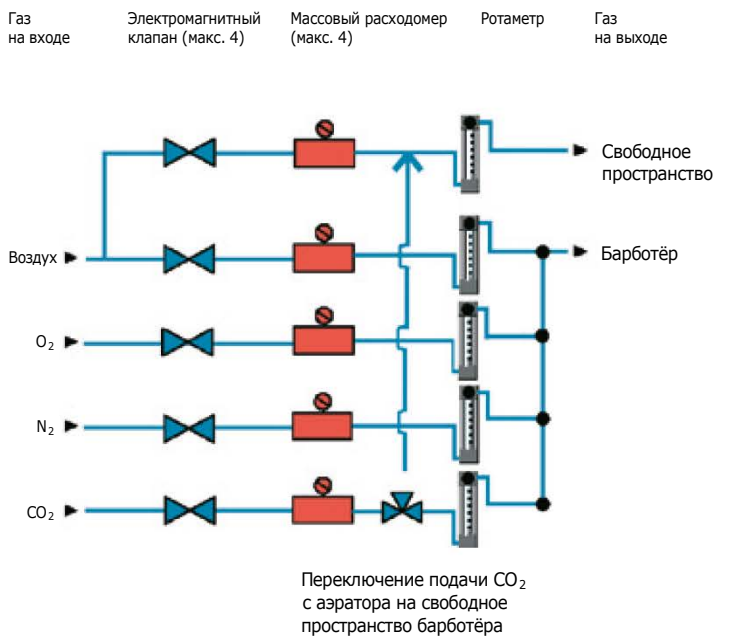 Газ
на входе
Электромагнитный
клапан (макс. 4)
Массовый расходомер
(макс. 4)
Ротаметр
Газ
на выходе
Свободное
пространство
Воздух
Барботёр
O2
N2
CO2
Переключение подачи CO2
с аэратора на свободное
пространство барботёра